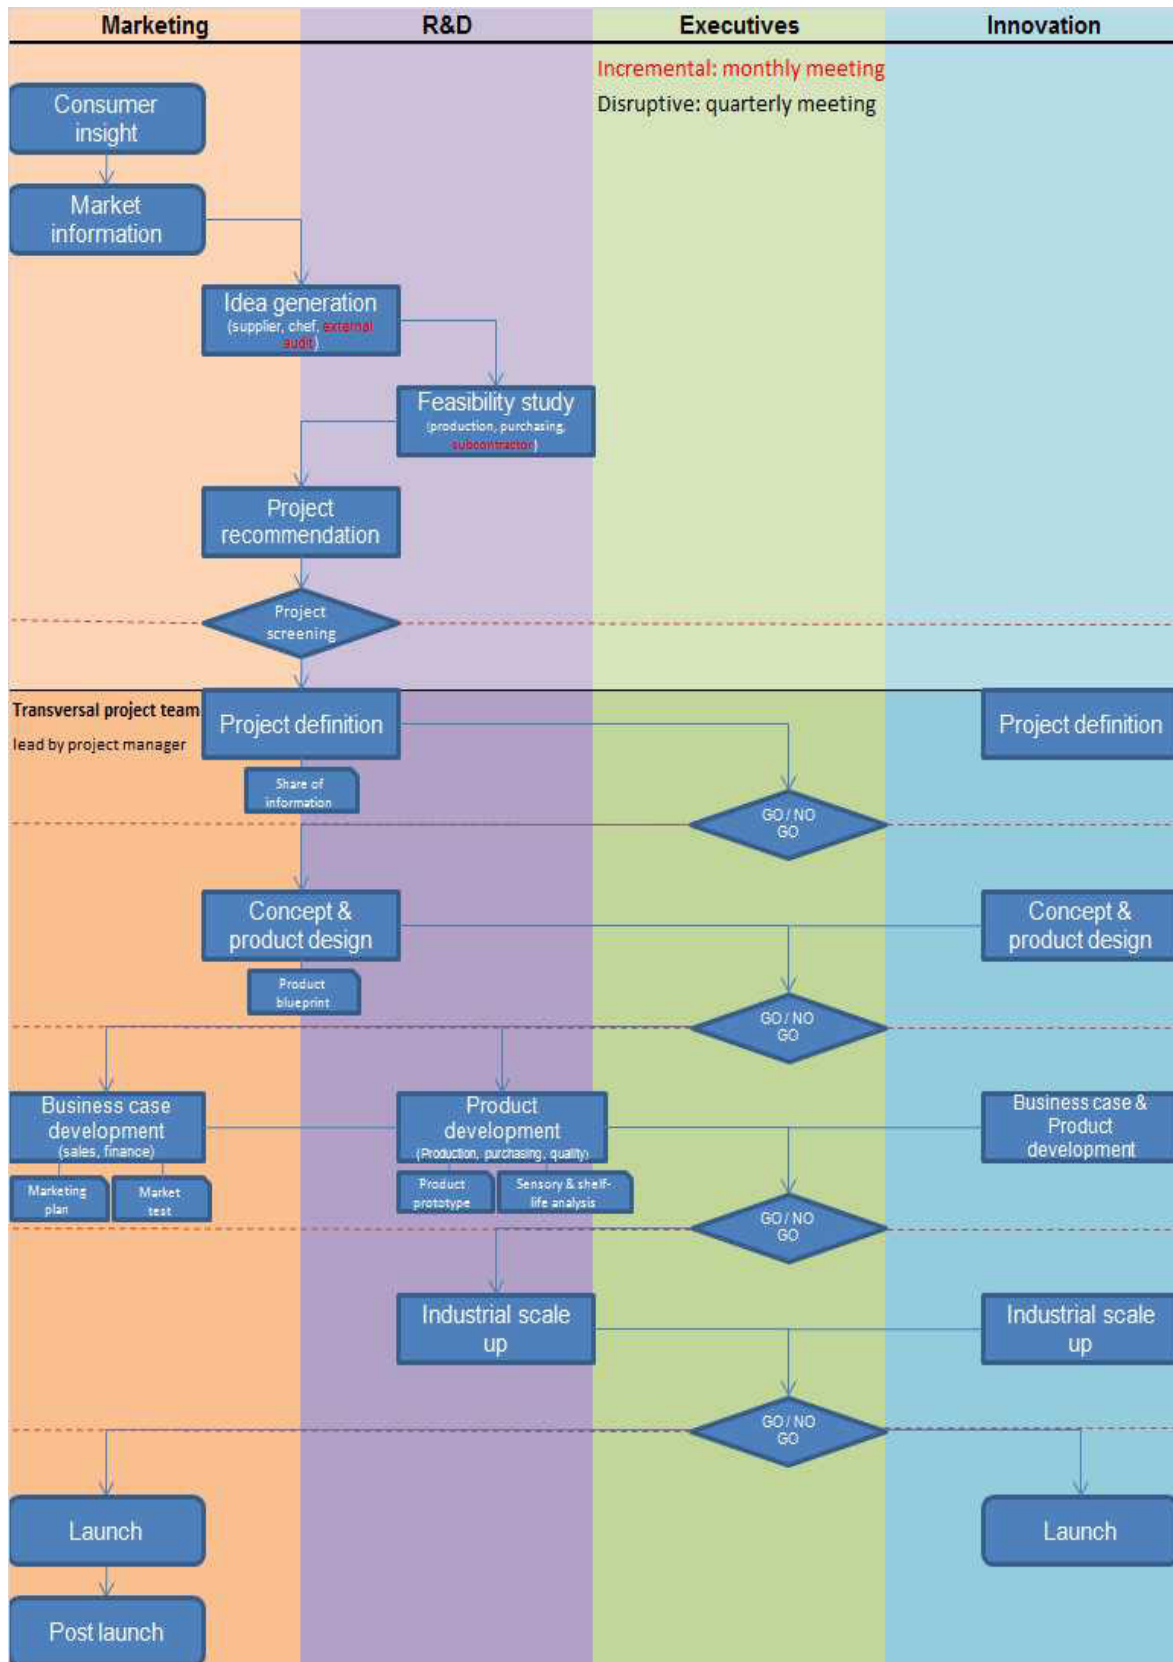 Marketing
R&D
Executives
Innovation
Incremental: monthly meeting
Disruptive: quarterly meeting
Consumer
insight
Market
information
Idea generation
(supplier, chef, external
audit)
Feasibility study
(production, purchasing,
subcontractor)
Project
recommendation
Project
screening
Transversal project team
lead by project manager
Project definition
Project definition
Share of
information
GO / NO
GO
Concept &
product design
Concept &
product design
Product
blueprint
GO / NO
GO
Business case
development
(sales, finance)
Product
development
(Production, purchasing, quality)
Business case &
Product
development
Marketing
plan
Market
test
Product
prototype
Sensory & shelf-
life analysis
GO / NO
GO
Industrial scale
up
Industrial scale
up
GO / NO
GO
Launch
Launch
Post launch